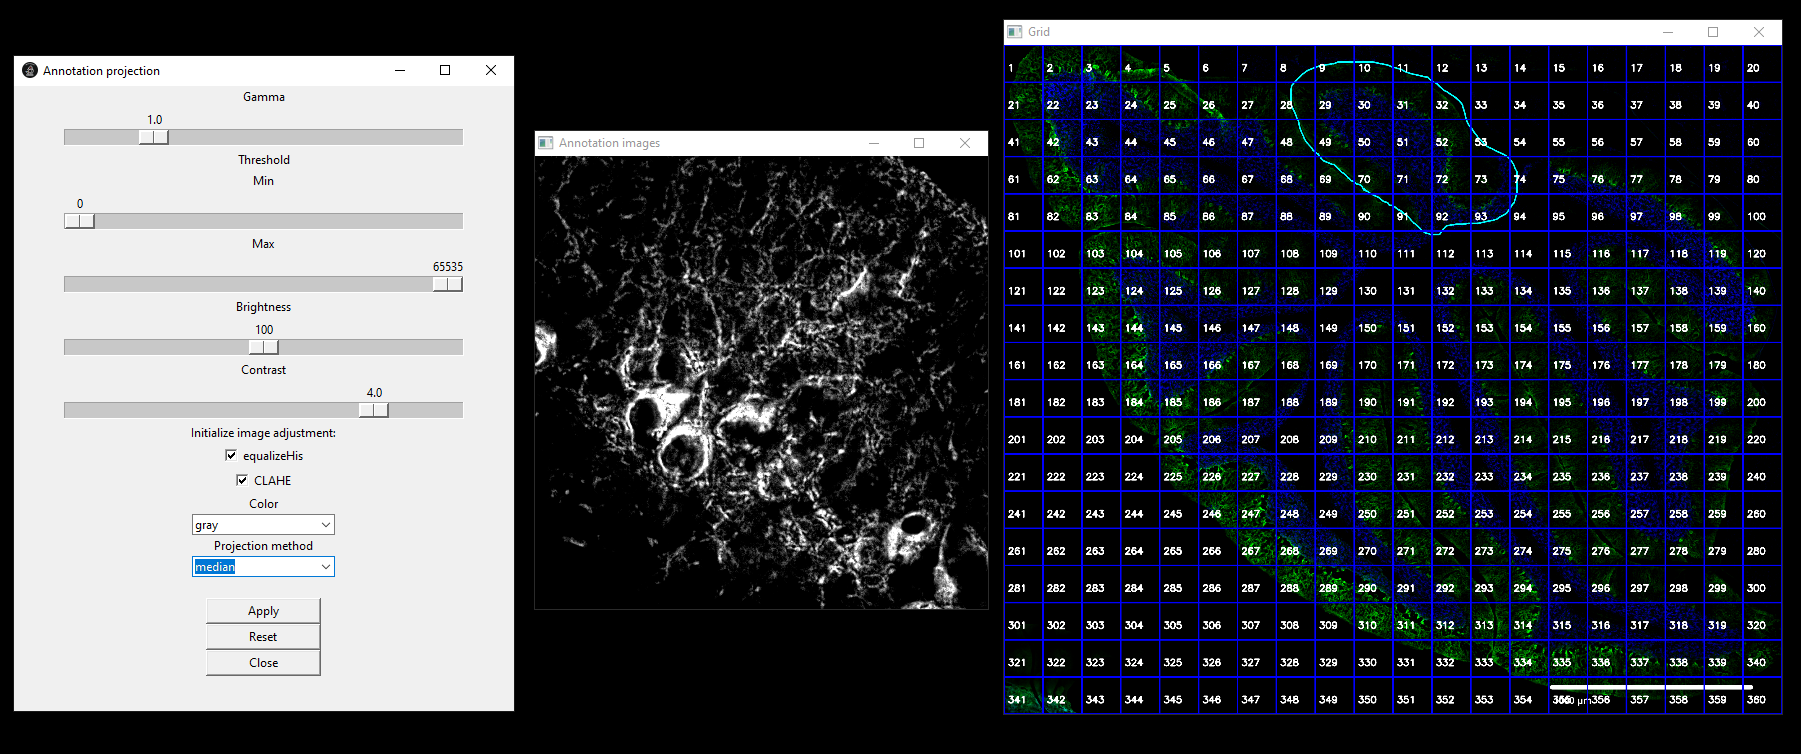 Annotation projection
Gamma
1.0
Threshold
Min
0
Max
65535
Brightness
100
Contrast
4.0
Initialize image adjustment:
equalizeHis
CLAHE
Color
gray
Projection method
median
Apply
Reset
Close
Annotation images
Grid
1 2 3 4 5 6 7 8 9 10 11 12 13 14 15 16 17 18 19 20
21 22 23 24 25 26 27 28 29 30 31 32 33 34 35 36 37 38 39 40
41 42 43 44 45 46 47 48 49 50 51 52 53 54 55 56 57 58 59 60
61 62 63 64 65 66 67 68 69 70 71 72 73 74 75 76 77 78 79 80
81 82 83 84 85 86 87 88 89 90 91 92 93 94 95 96 97 98 99 100
101 102 103 104 105 106 107 108 109 110 111 112 113 114 115 116 117 118 119 120
121 122 123 124 125 126 127 128 129 130 131 132 133 134 135 136 137 138 139 140
141 142 143 144 145 146 147 148 149 150 151 152 153 154 155 156 157 158 159 160
161 162 163 164 165 166 167 168 169 170 171 172 173 174 175 176 177 178 179 180
181 182 183 184 185 186 187 188 189 190 191 192 193 194 195 196 197 198 199 200
201 202 203 204 205 206 207 208 209 210 211 212 213 214 215 216 217 218 219 220
221 222 223 224 225 226 227 228 229 230 231 232 233 234 235 236 237 238 239 240
241 242 243 244 245 246 247 248 249 250 251 252 253 254 255 256 257 258 259 260
261 262 263 264 265 266 267 268 269 270 271 272 273 274 275 276 277 278 279 280
281 282 283 284 285 286 287 288 289 290 291 292 293 294 295 296 297 298 299 300
301 302 303 304 305 306 307 308 309 310 311 312 313 314 315 316 317 318 319 320
321 322 323 324 325 326 327 328 329 330 331 332 333 334 335 336 337 338 339 340
341 342 343 344 345 346 347 348 349 350 351 352 353 354 355 356 357 358 359 360